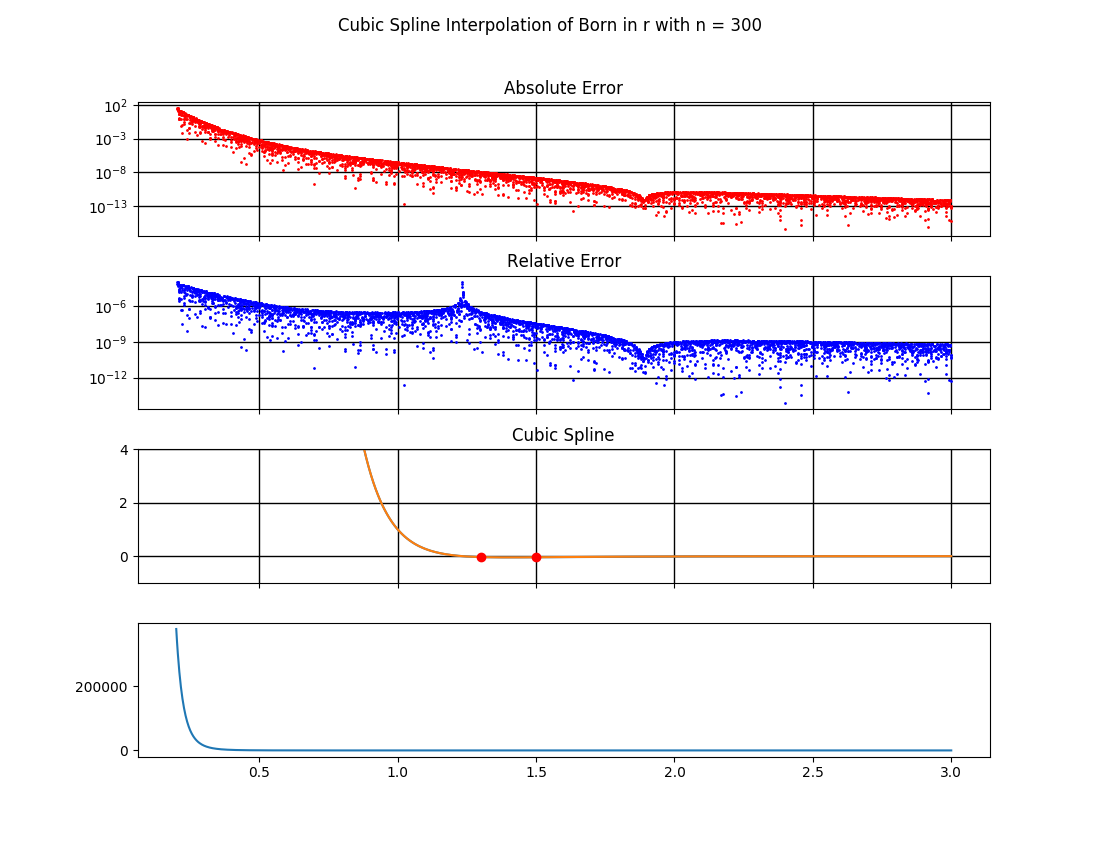 Cubic Spline Interpolation of Born in r with n = 300
Absolute Error
10²
10⁻³
10⁻⁸
10⁻¹³
Relative Error
10⁻⁶
10⁻⁹
10⁻¹²
Cubic Spline
4
2
0
200000
0
0.5 1.0 1.5 2.0 2.5 3.0